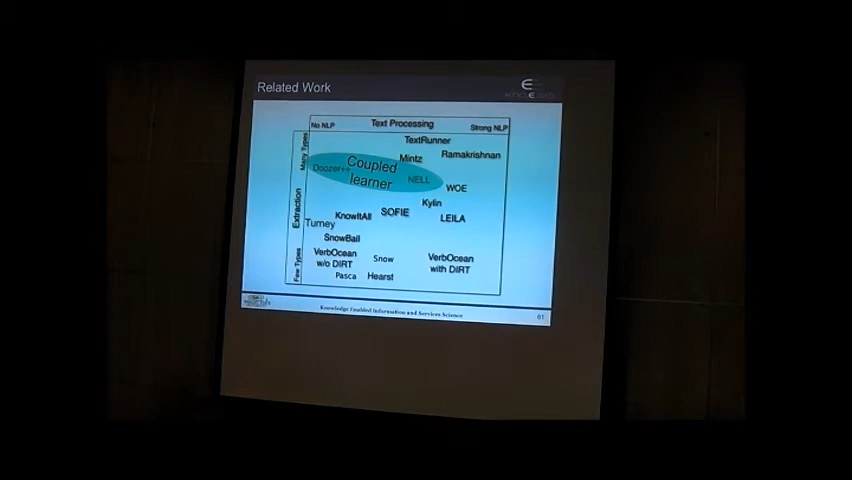 Related Work
Text Processing
No NLP
Strong NLP
Many Types
Extraction
Few Types
TextRunner
Mintz
Ramakrishnan
Doozer++
Coupled
learner
NELL
WOE
Kylin
KnowItAll
SOFIE
LEILA
Turney
SnowBall
VerbOcean
w/o DIRT
Snow
VerbOcean
with DIRT
Pasca
Hearst
Knowledge Enabled Information and Services Science
61